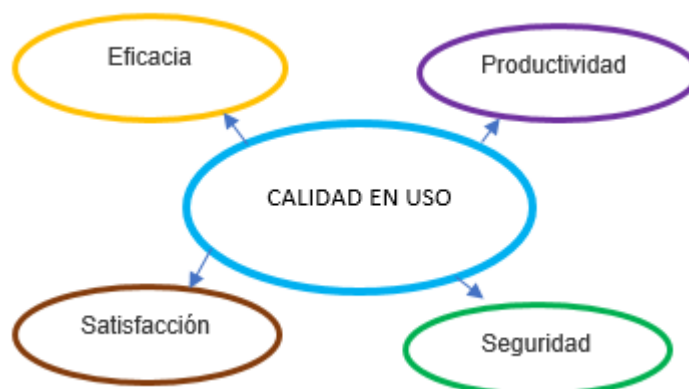 Eficacia
Productividad
CALIDAD EN USO
Satisfacción
Seguridad